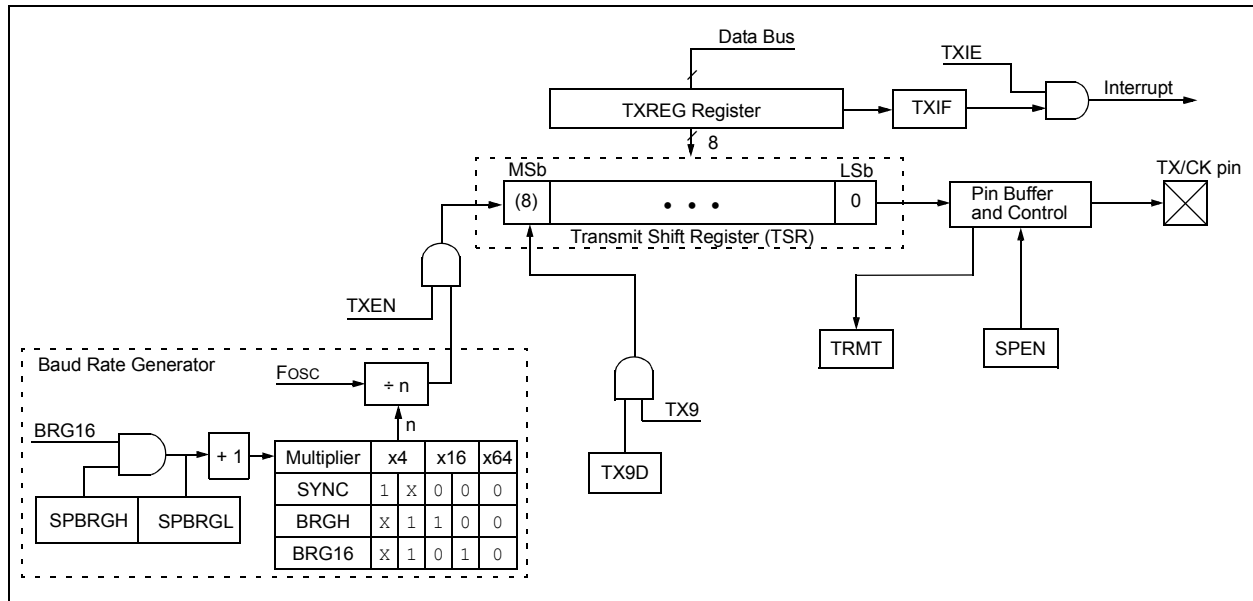 Data Bus
TXIE
Interrupt
TXREG Register
TXIF
8
MSb
LSb
TX/CK pin
(8)
• • •
0
Pin Buffer
and Control
Transmit Shift Register (TSR)
TXEN
TRMT
SPEN
Baud Rate Generator
FOSC
÷ n
n
TX9
BRG16
+ 1
TX9D
Multiplier x4 x16 x64
SYNC 1 X 0 0 0
BRGH X 1 1 0 0
BRG16 X 1 0 1 0
SPBRGH SPBRGL